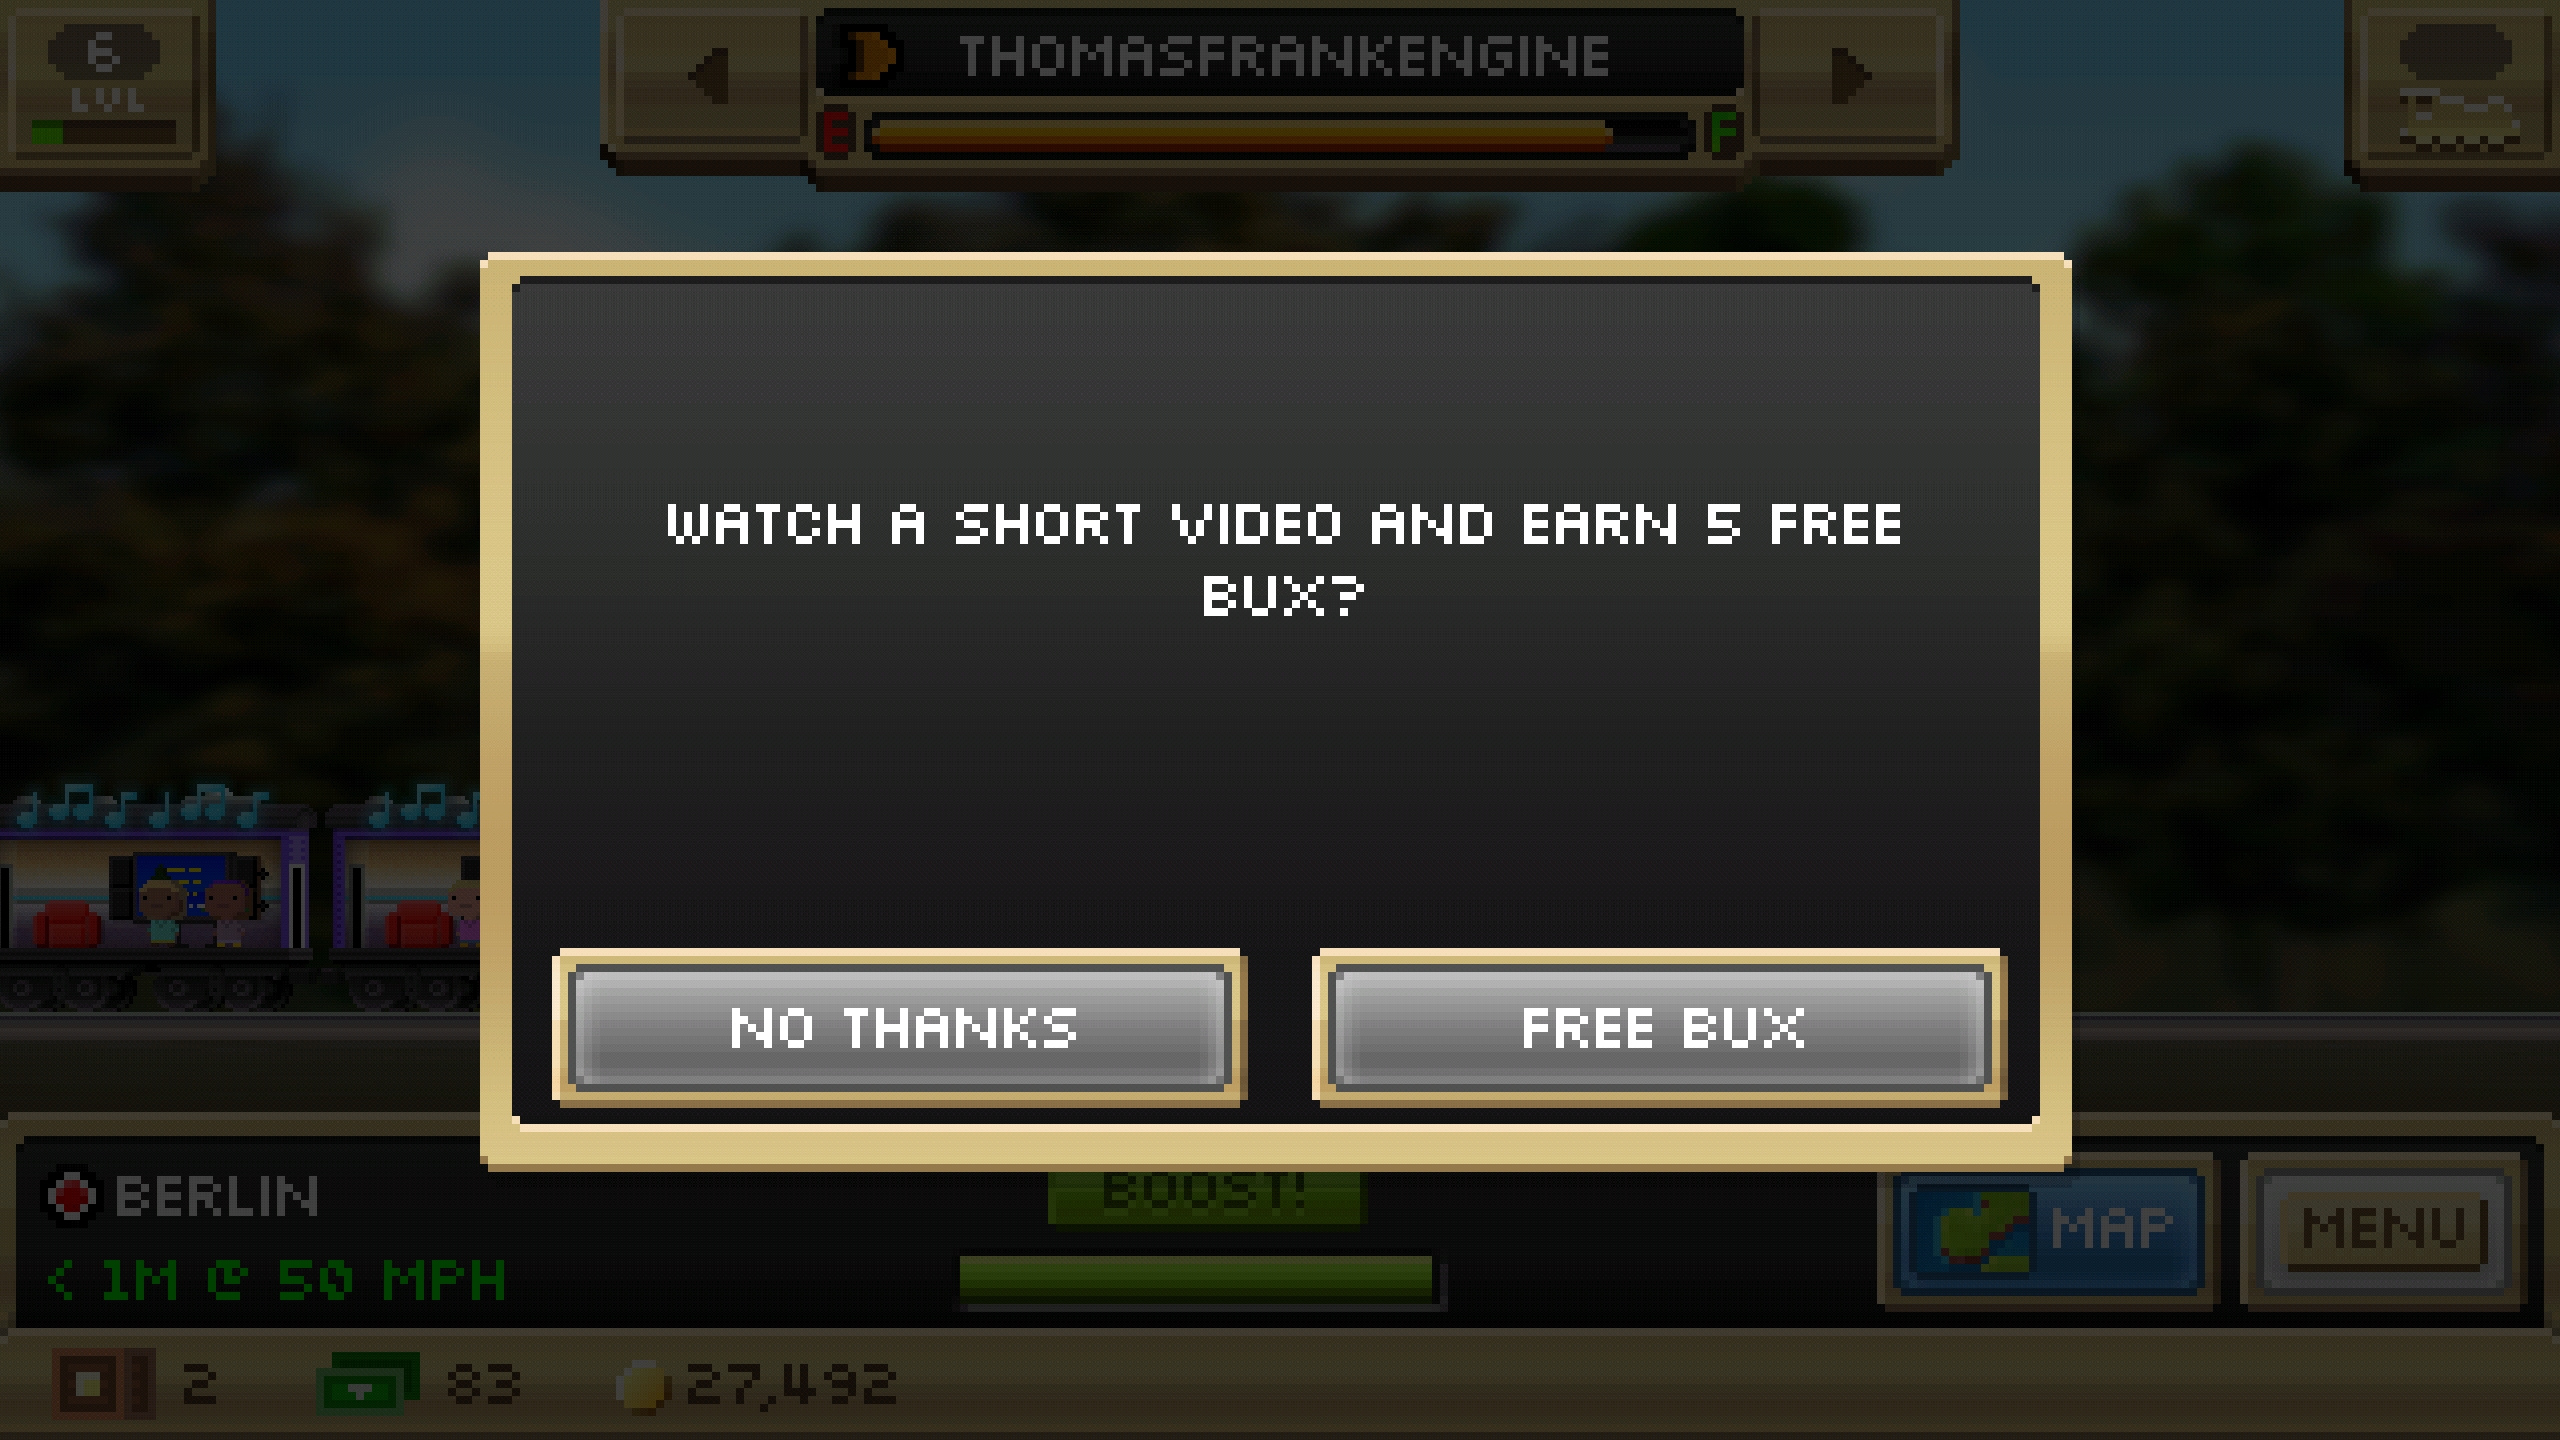 6
LVL
THOMASFRANKENGINE
E F
WATCH A SHORT VIDEO AND EARN 5 FREE
BUX?
NO THANKS
FREE BUX
BERLIN
< 1M @ 50 MPH
BOOST!
MAP
MENU
2
83
27,492